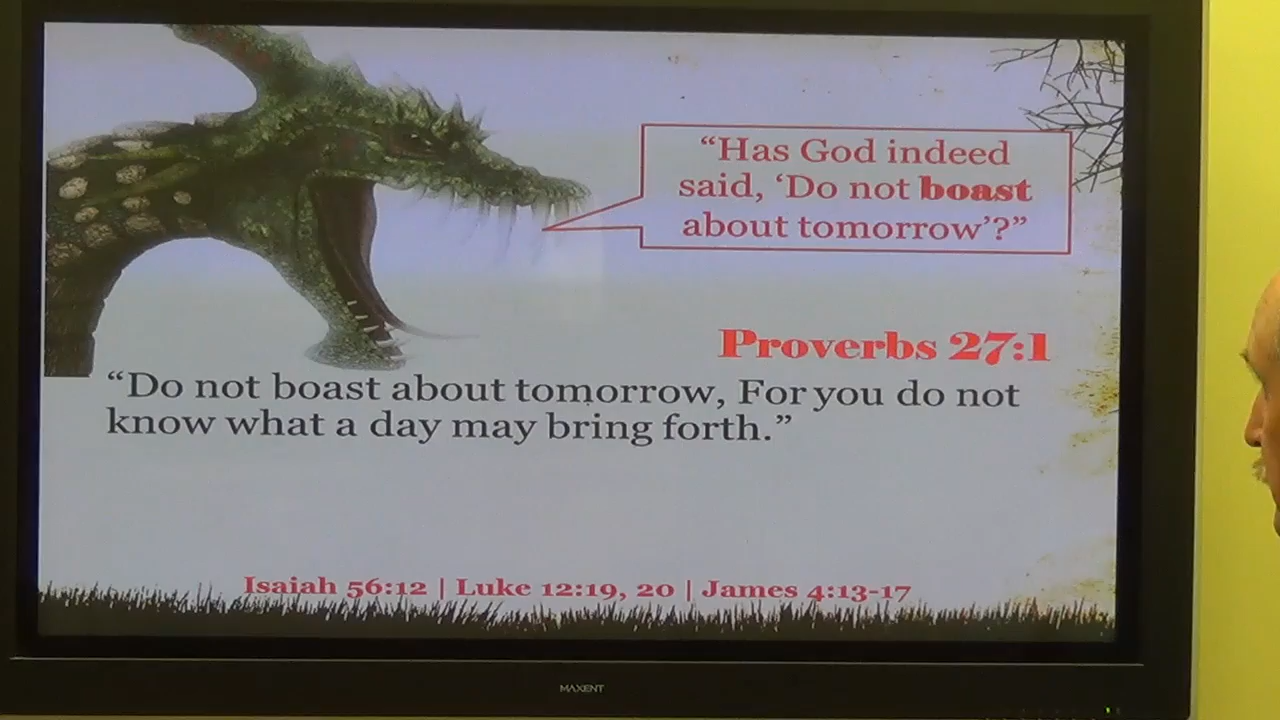 “Has God indeed
said, ‘Do not boast
about tomorrow’?”
Proverbs 27:1
“Do not boast about tomorrow, For you do not
know what a day may bring forth.”
Isaiah 56:12 | Luke 12:19, 20 | James 4:13-17
MAXENT